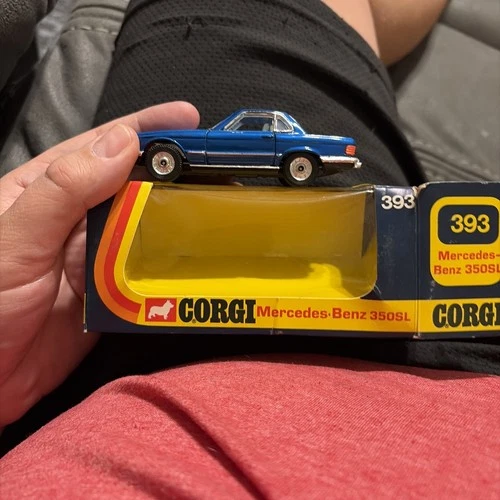 393
CORGI Mercedes-Benz 350SL
393
Mercedes-
Benz 350SL
CORGI